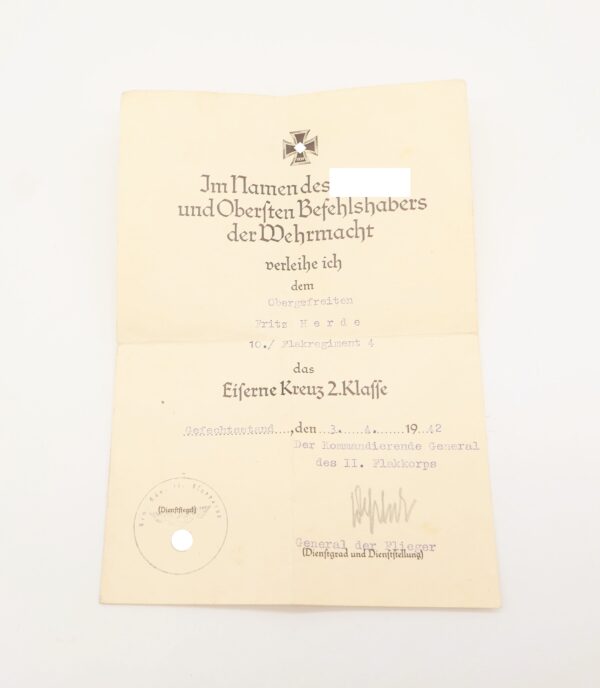 Im Namen des
und Obersten Befehlshabers
der Wehrmacht
verleihe ich
dem
Obergefreiten
Fritz H e r d e
10./ Flakregiment 4
das
Eiserne Kreuz 2. Klasse
Gefechtsstand, den 3. 4. 19 42
Der Kommandierende General
des II. Flakkorps
(Dienstsiegel)
General der Flieger
(Dienstgrad und Dienststellung)